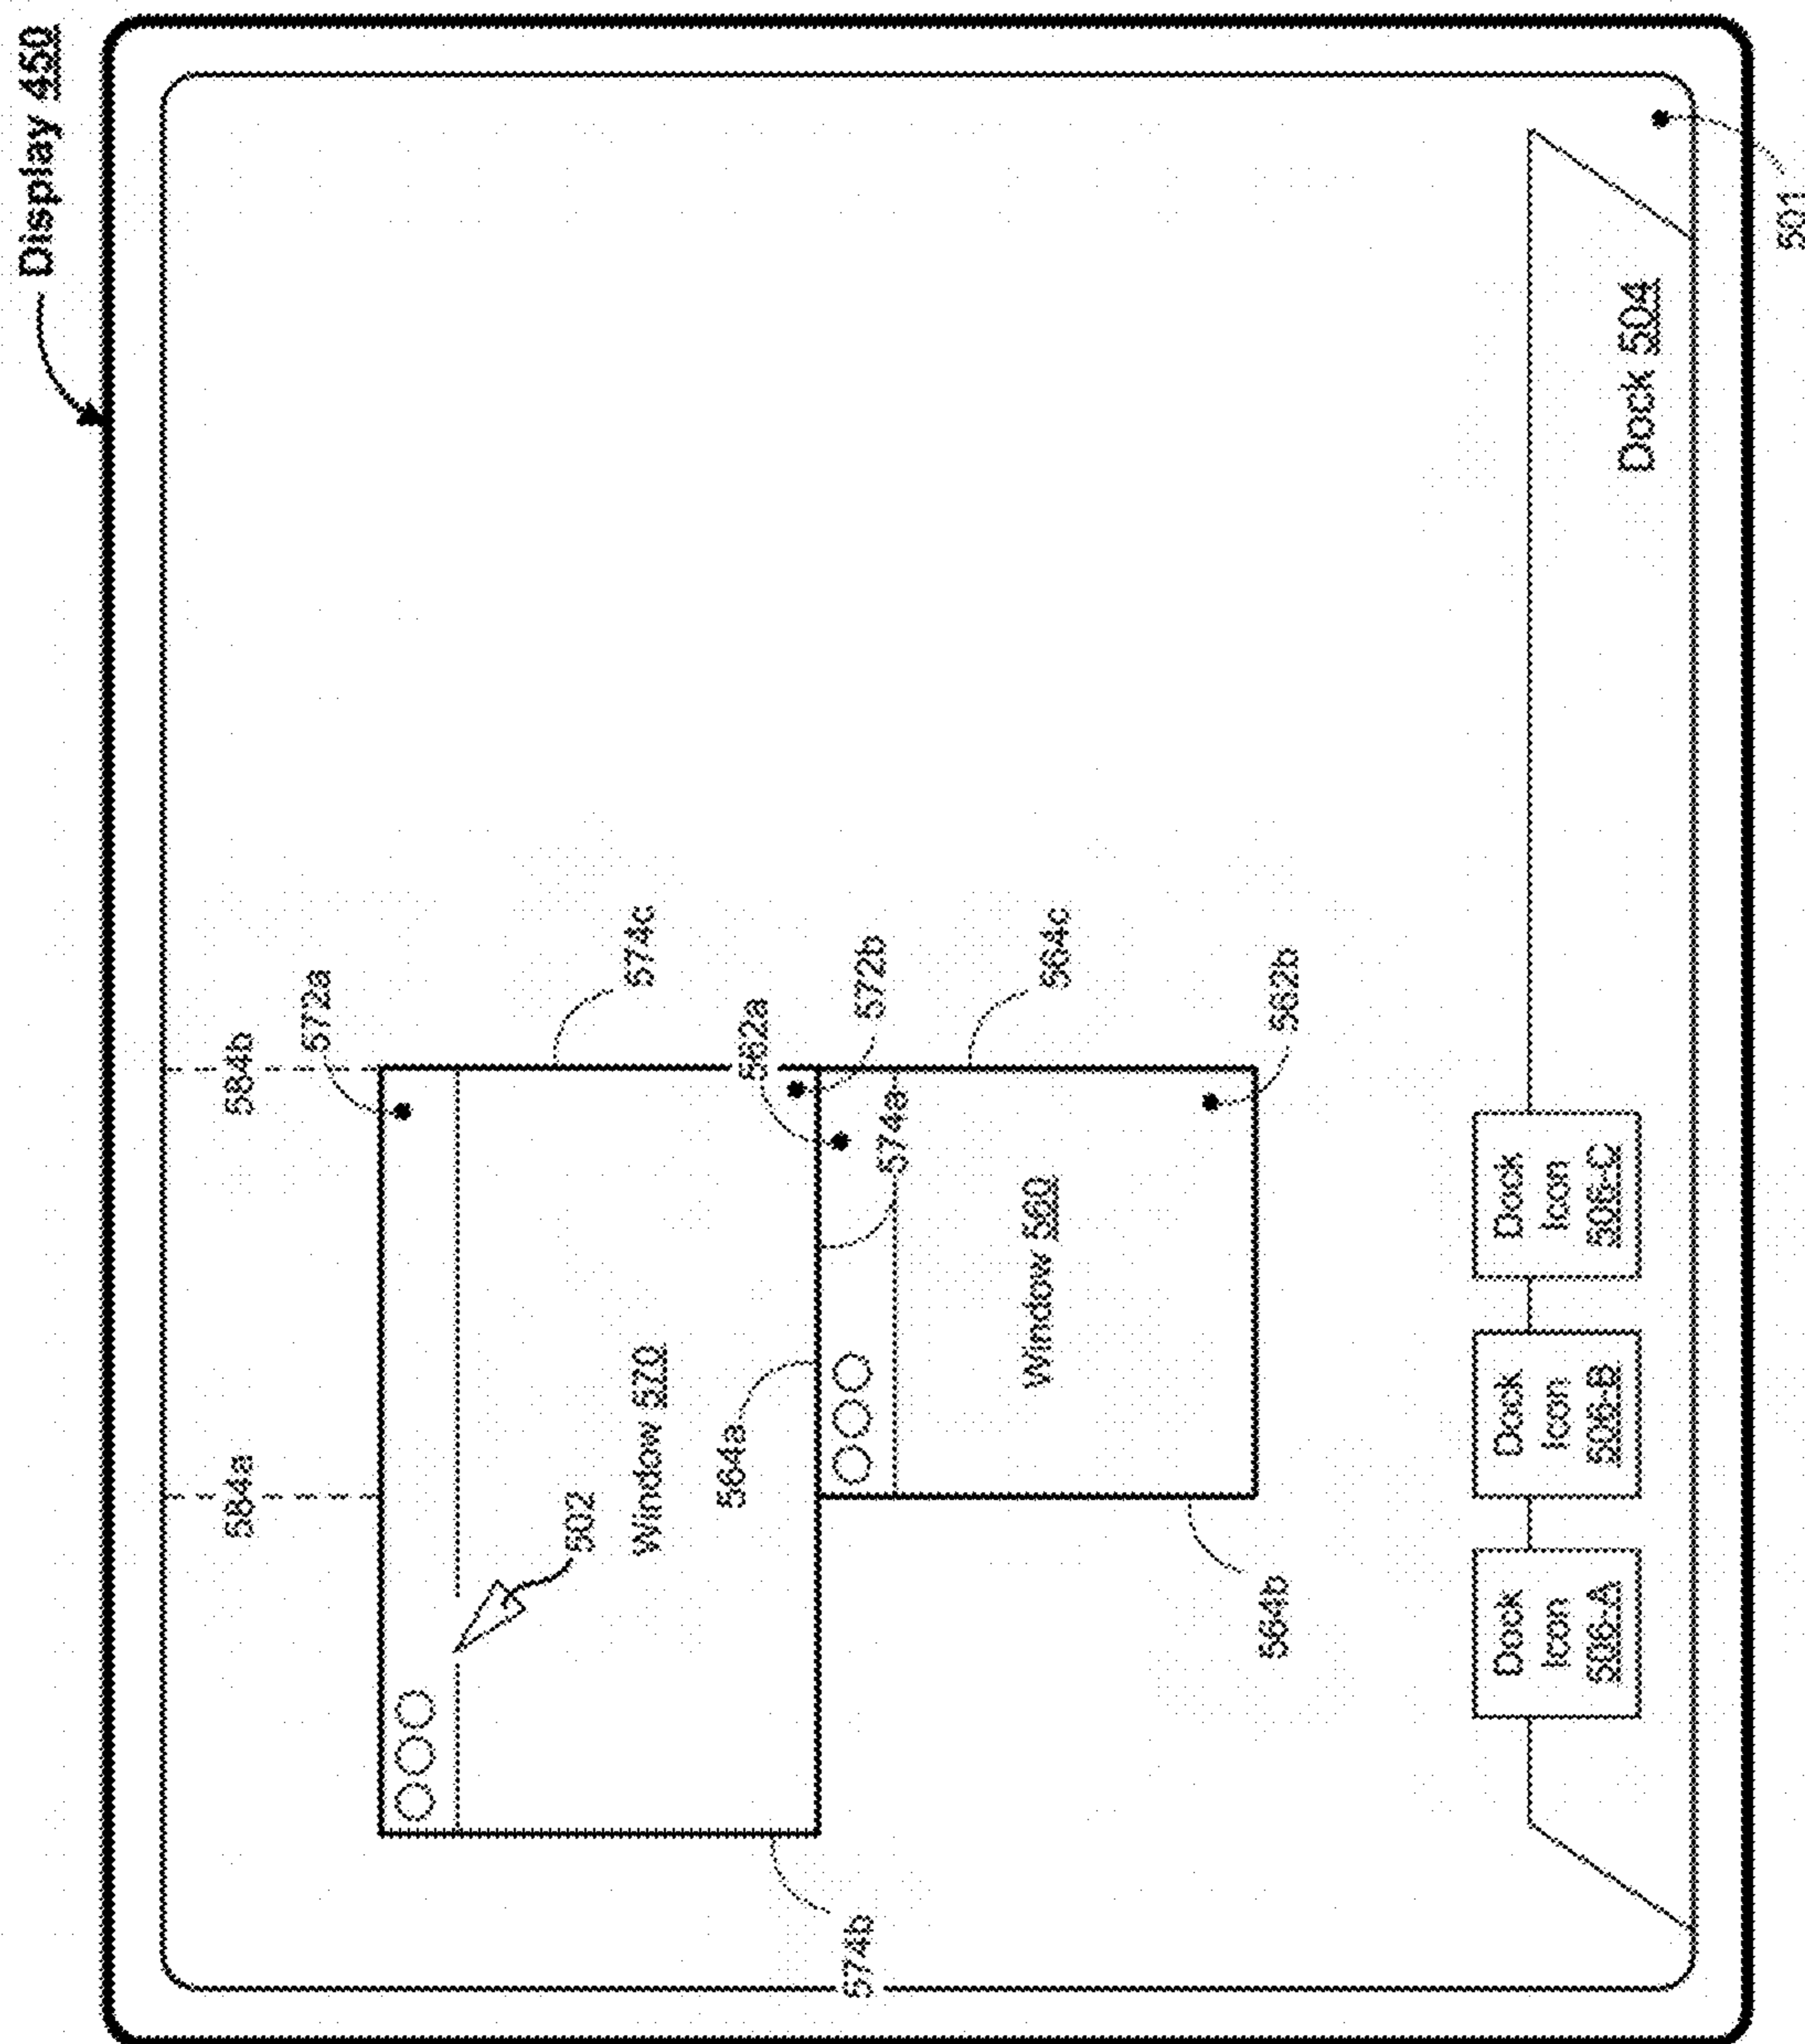 Display 450
584a
584b
572a
574c
502
Window 570
562a
572b
564a
574a
564c
Window 560
562b
574b
564b
Dock
Icon
506-A
Dock
Icon
506-B
Dock
Icon
506-C
Dock 504
501